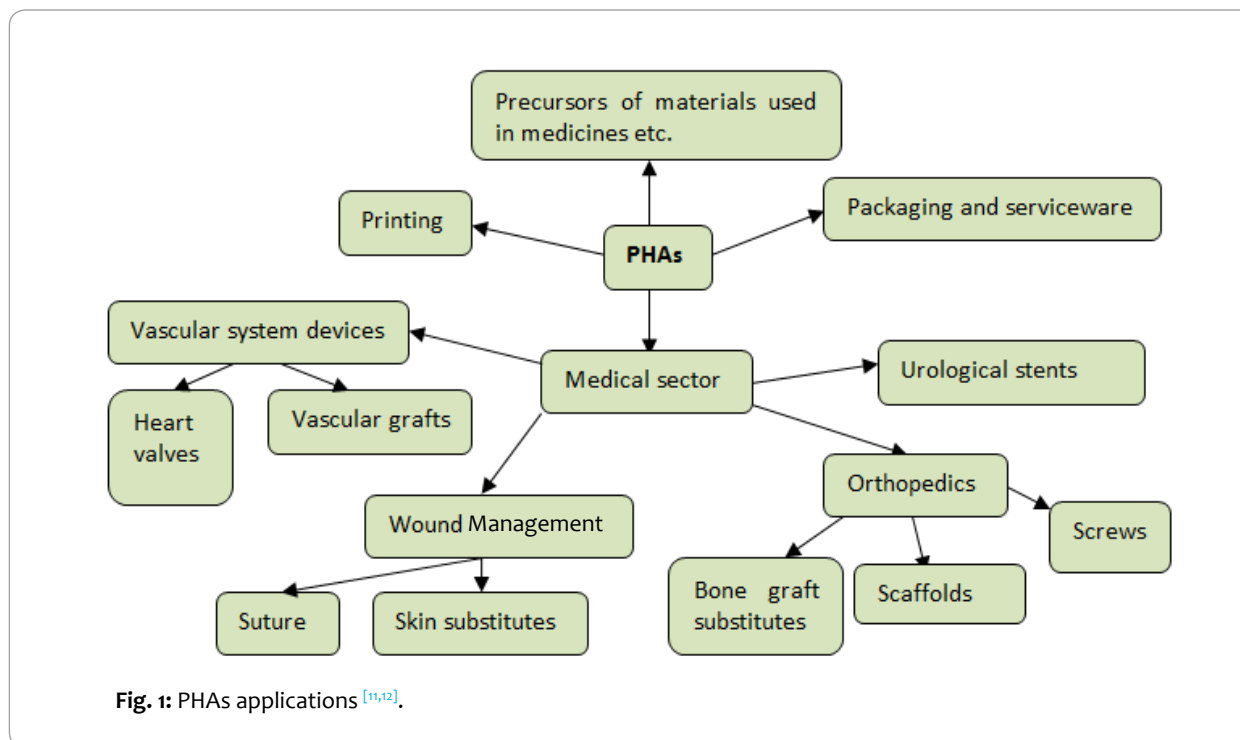 Precursors of materials used
in medicines etc.
Printing
Packaging and serviceware
PHAs
Vascular system devices
Medical sector
Urological stents
Heart
valves
Vascular grafts
Orthopedics
Wound Management
Screws
Bone graft
substitutes
Scaffolds
Suture
Skin substitutes
Fig. 1: PHAs applications [11,12].